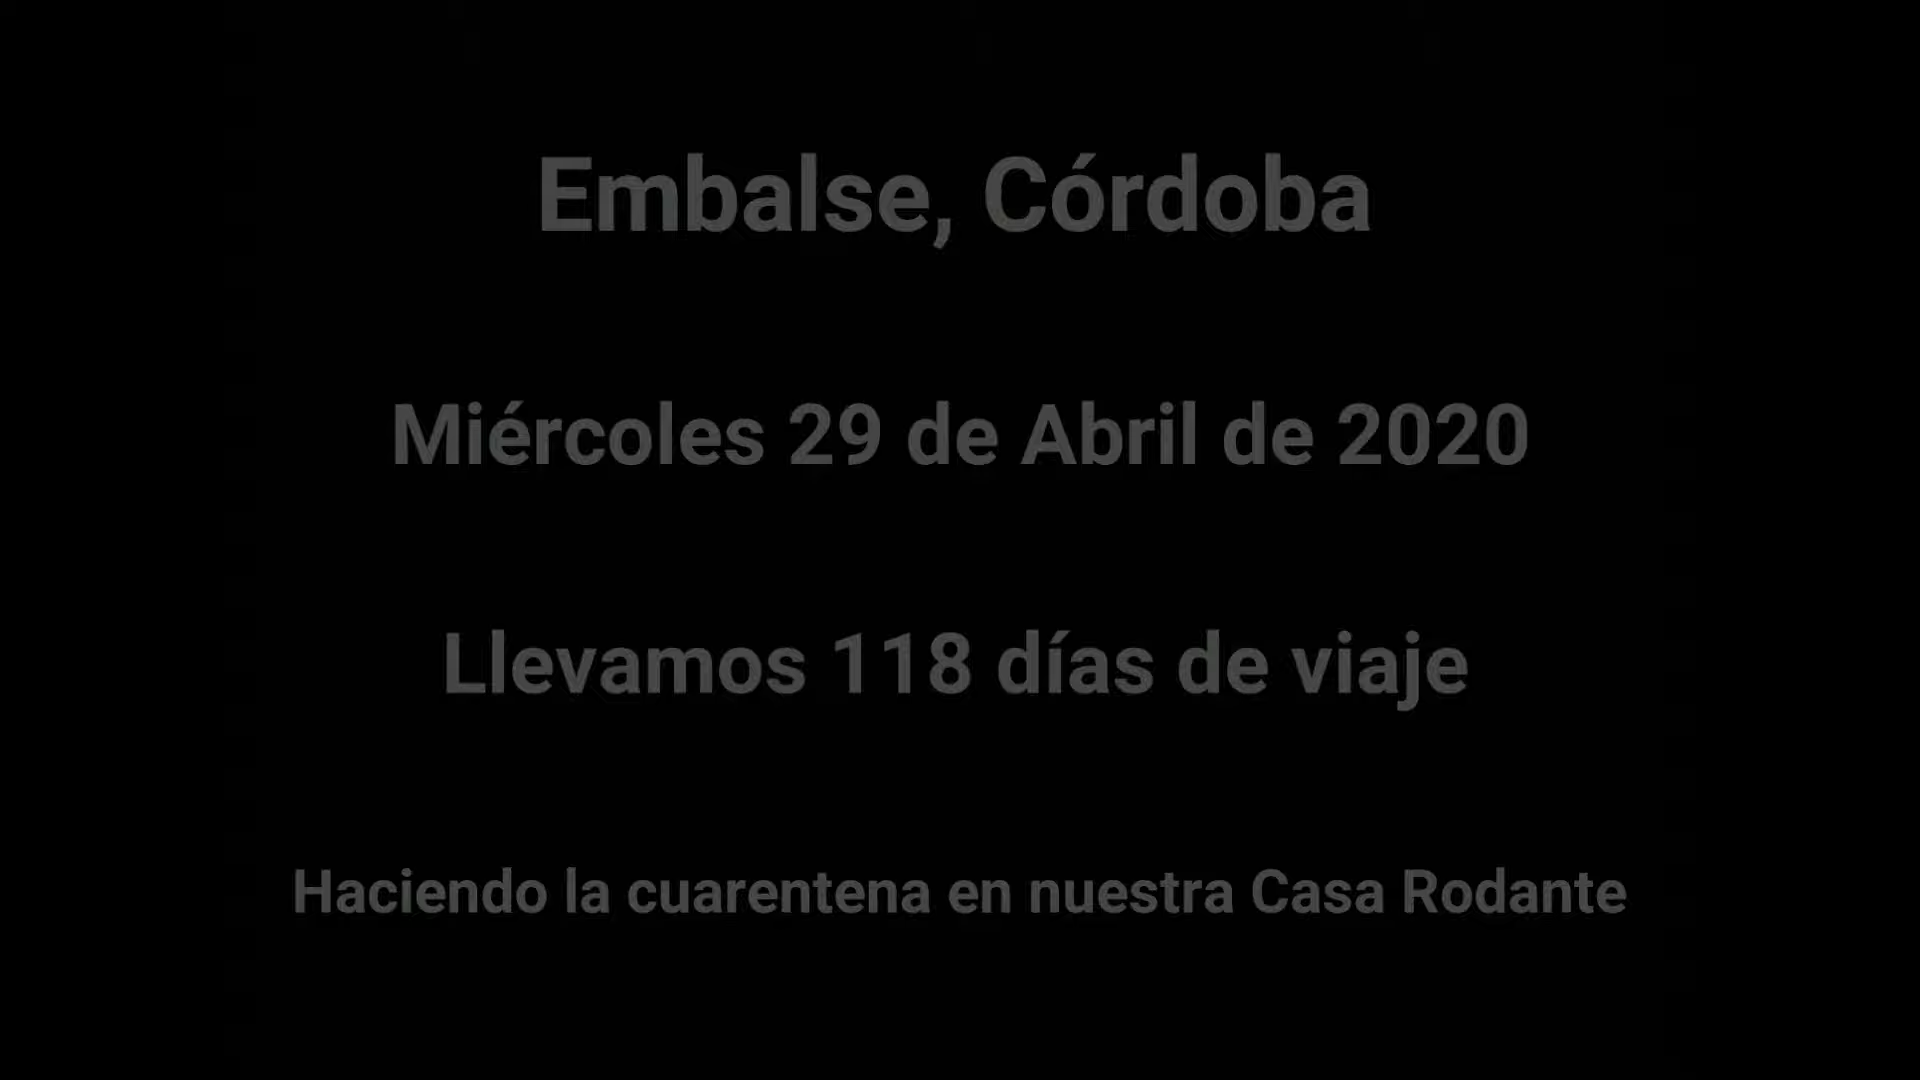 Embalse, Córdoba
Miércoles 29 de Abril de 2020
Llevamos 118 días de viaje
Haciendo la cuarentena en nuestra Casa Rodante